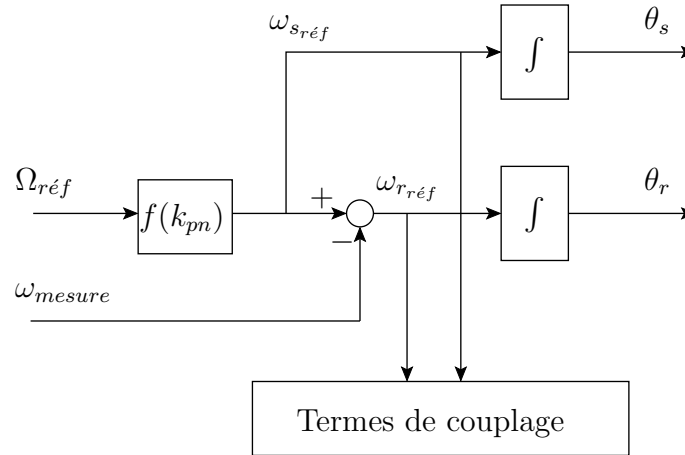 ω_{s_{réf}}
∫
θ_s
Ω_{réf}
f(k_{pn})
+
−
ω_{r_{réf}}
∫
θ_r
ω_{mesure}
Termes de couplage